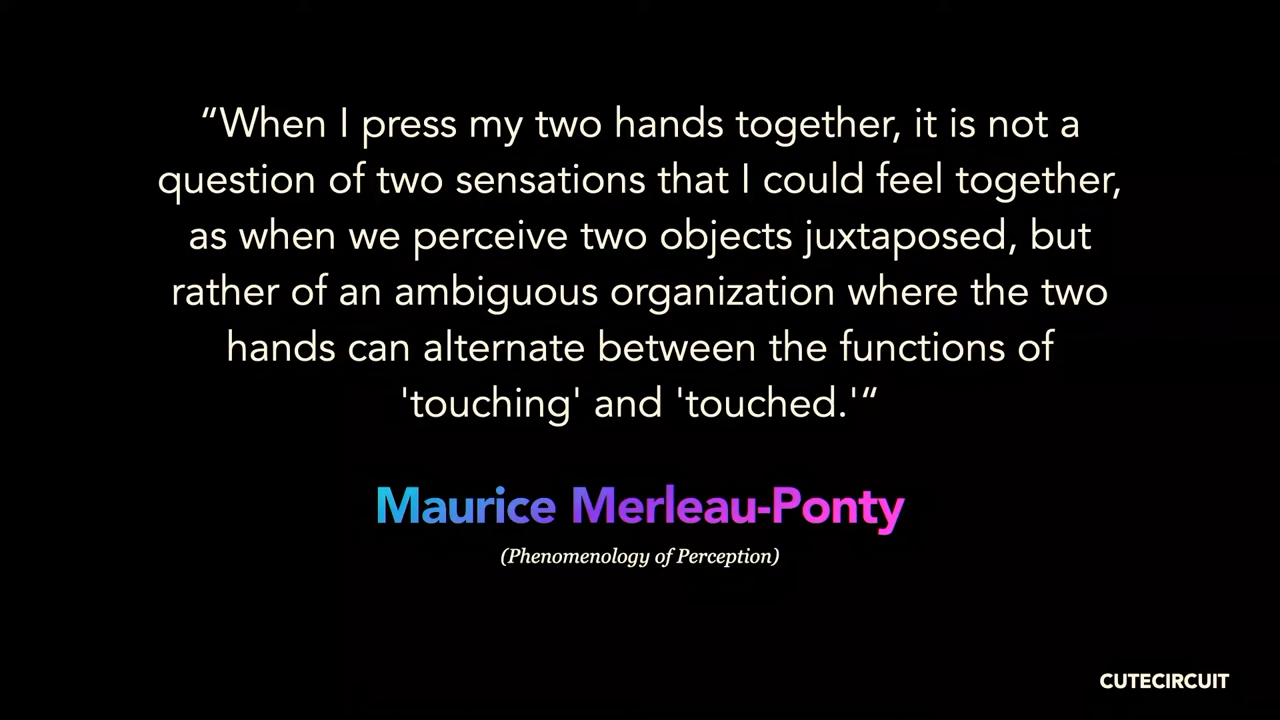 “When I press my two hands together, it is not a
question of two sensations that I could feel together,
as when we perceive two objects juxtaposed, but
rather of an ambiguous organization where the two
hands can alternate between the functions of
'touching' and 'touched.'“
Maurice Merleau-Ponty
(Phenomenology of Perception)
CUTECIRCUIT